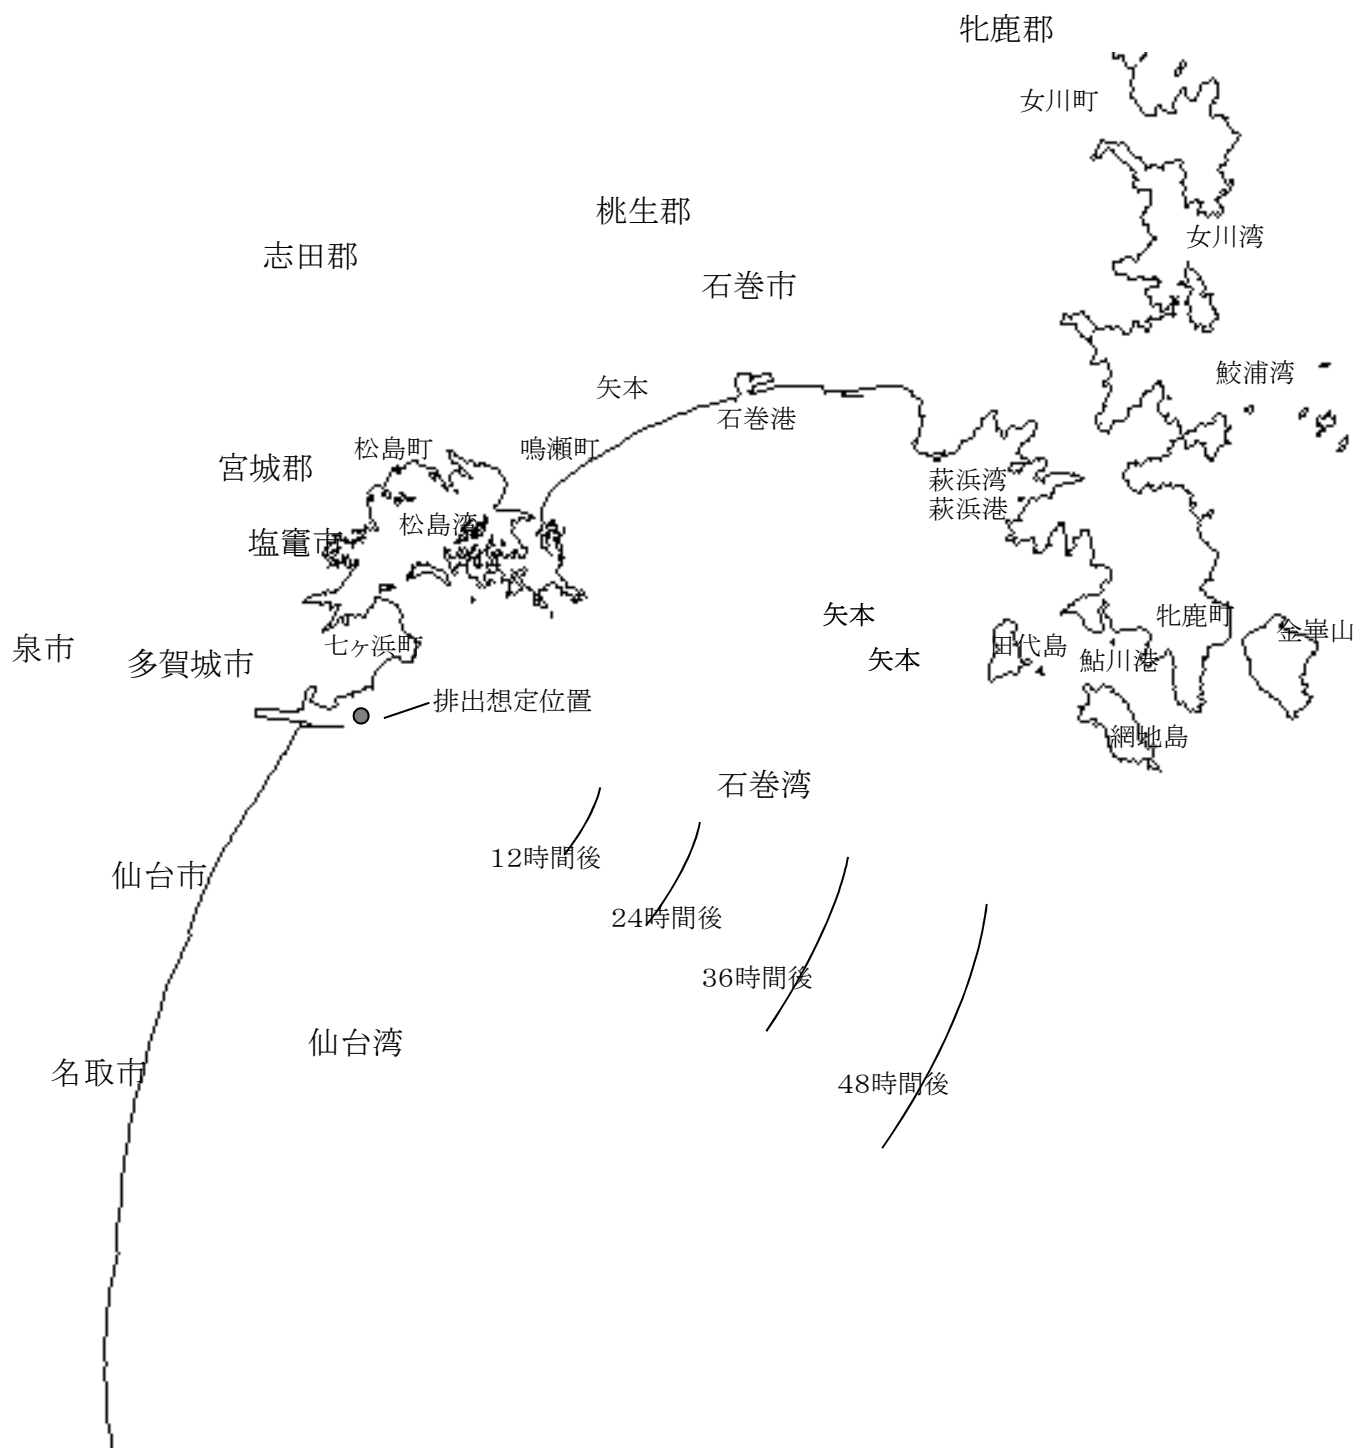 牝鹿郡
女川町
桃生郡
女川湾
志田郡
石巻市
鮫浦湾
矢本
石巻港
松島町
鳴瀬町
宮城郡
萩浜湾
萩浜港
松島湾
塩竈市
矢本
牝鹿町
金崋山
泉市
多賀城市
七ヶ浜町
矢本
田代島
鮎川港
排出想定位置
網地島
石巻湾
12時間後
仙台市
24時間後
36時間後
仙台湾
名取市
48時間後